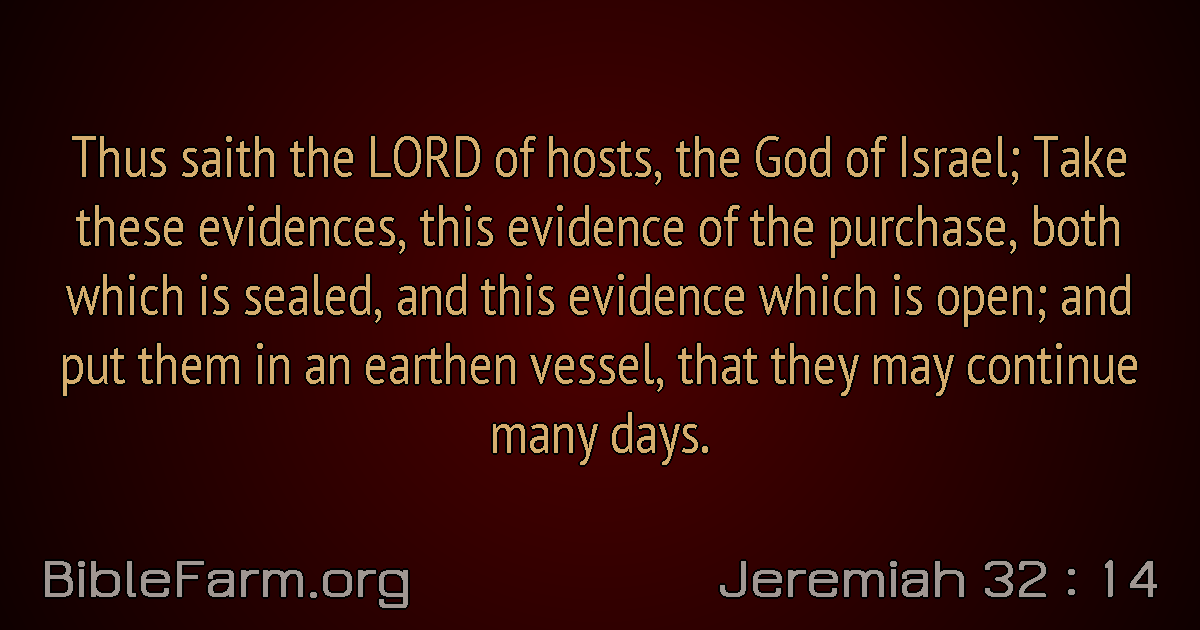 Thus saith the LORD of hosts, the God of Israel; Take
these evidences, this evidence of the purchase, both
which is sealed, and this evidence which is open; and
put them in an earthen vessel, that they may continue
many days.
BibleFarm.org
Jeremiah 32 : 14